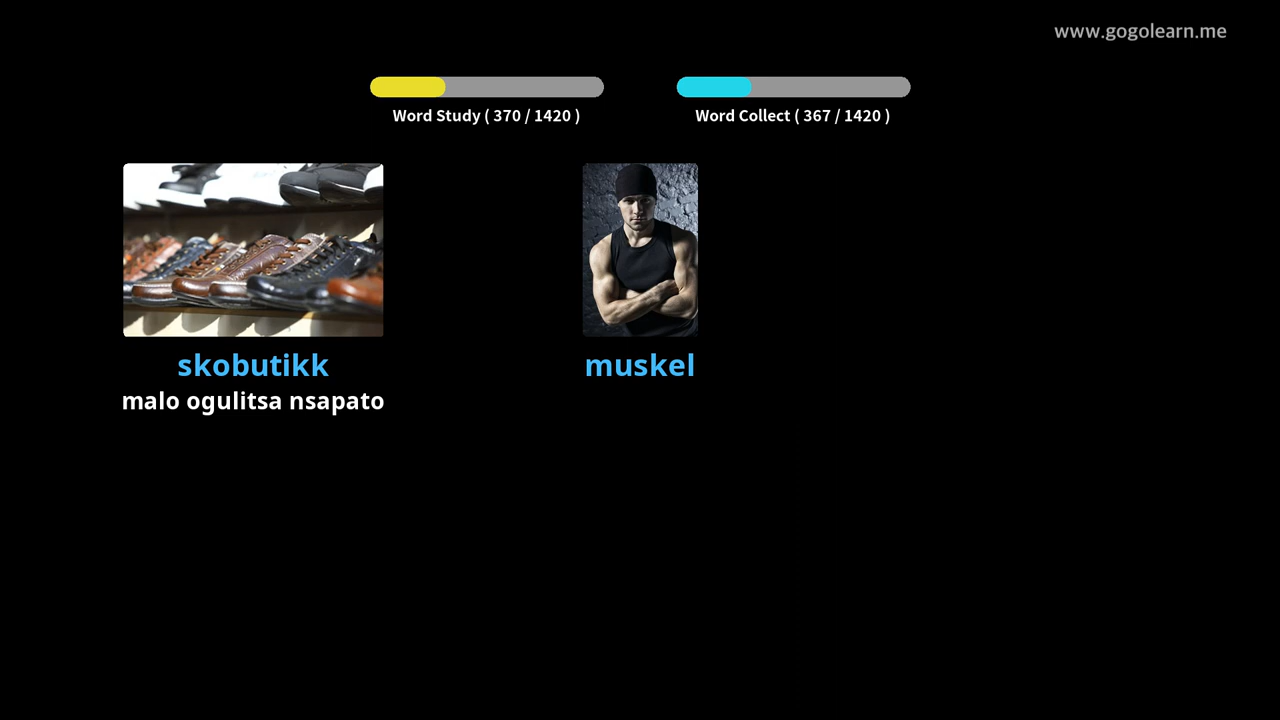 www.gogolearn.me
Word Study ( 370 / 1420 )
Word Collect ( 367 / 1420 )
skobutikk
malo ogulitsa nsapato
muskel